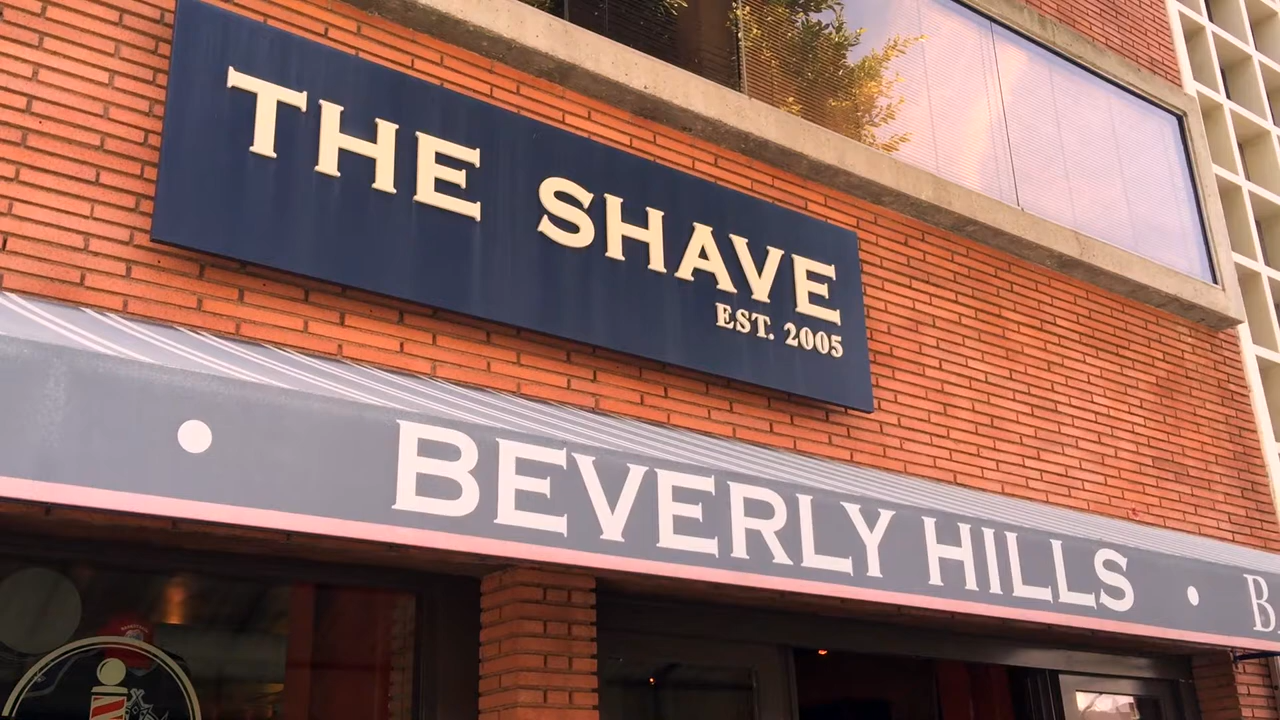 THE SHAVE
EST. 2005
• BEVERLY HILLS • B